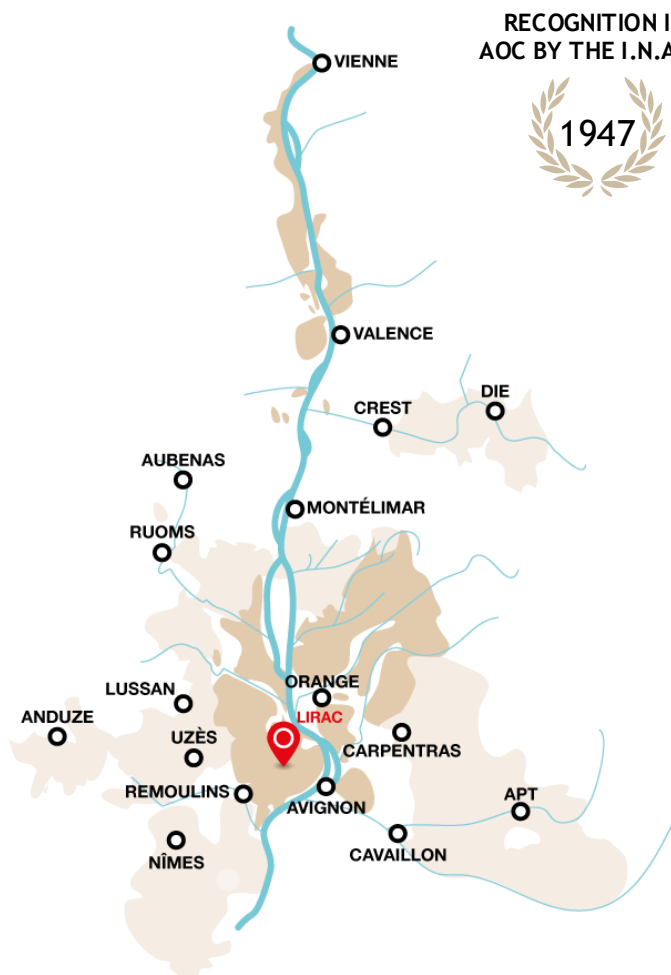 RECOGNITION I
AOC BY THE I.N.A
1947
VIENNE
VALENCE
DIE
CREST
AUBENAS
MONTÉLIMAR
RUOMS
ORANGE
LUSSAN
LIRAC
ANDUZE
UZÈS
CARPENTRAS
REMOULINS
AVIGNON
APT
CAVAILLON
NÎMES